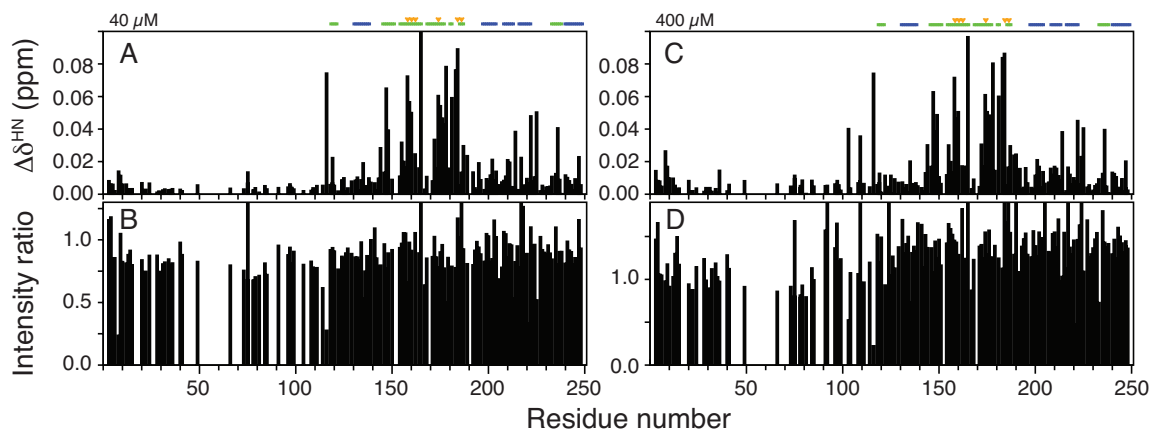 40 µM
400 µM
A
C
0.08
0.06
0.04
0.02
0.00
Δδᴴᴺ (ppm)
0.08
0.06
0.04
0.02
0.00
B
D
1.0
0.5
0.0
Intensity ratio
1.0
0.0
50 100 150 200 250
50 100 150 200 250
Residue number